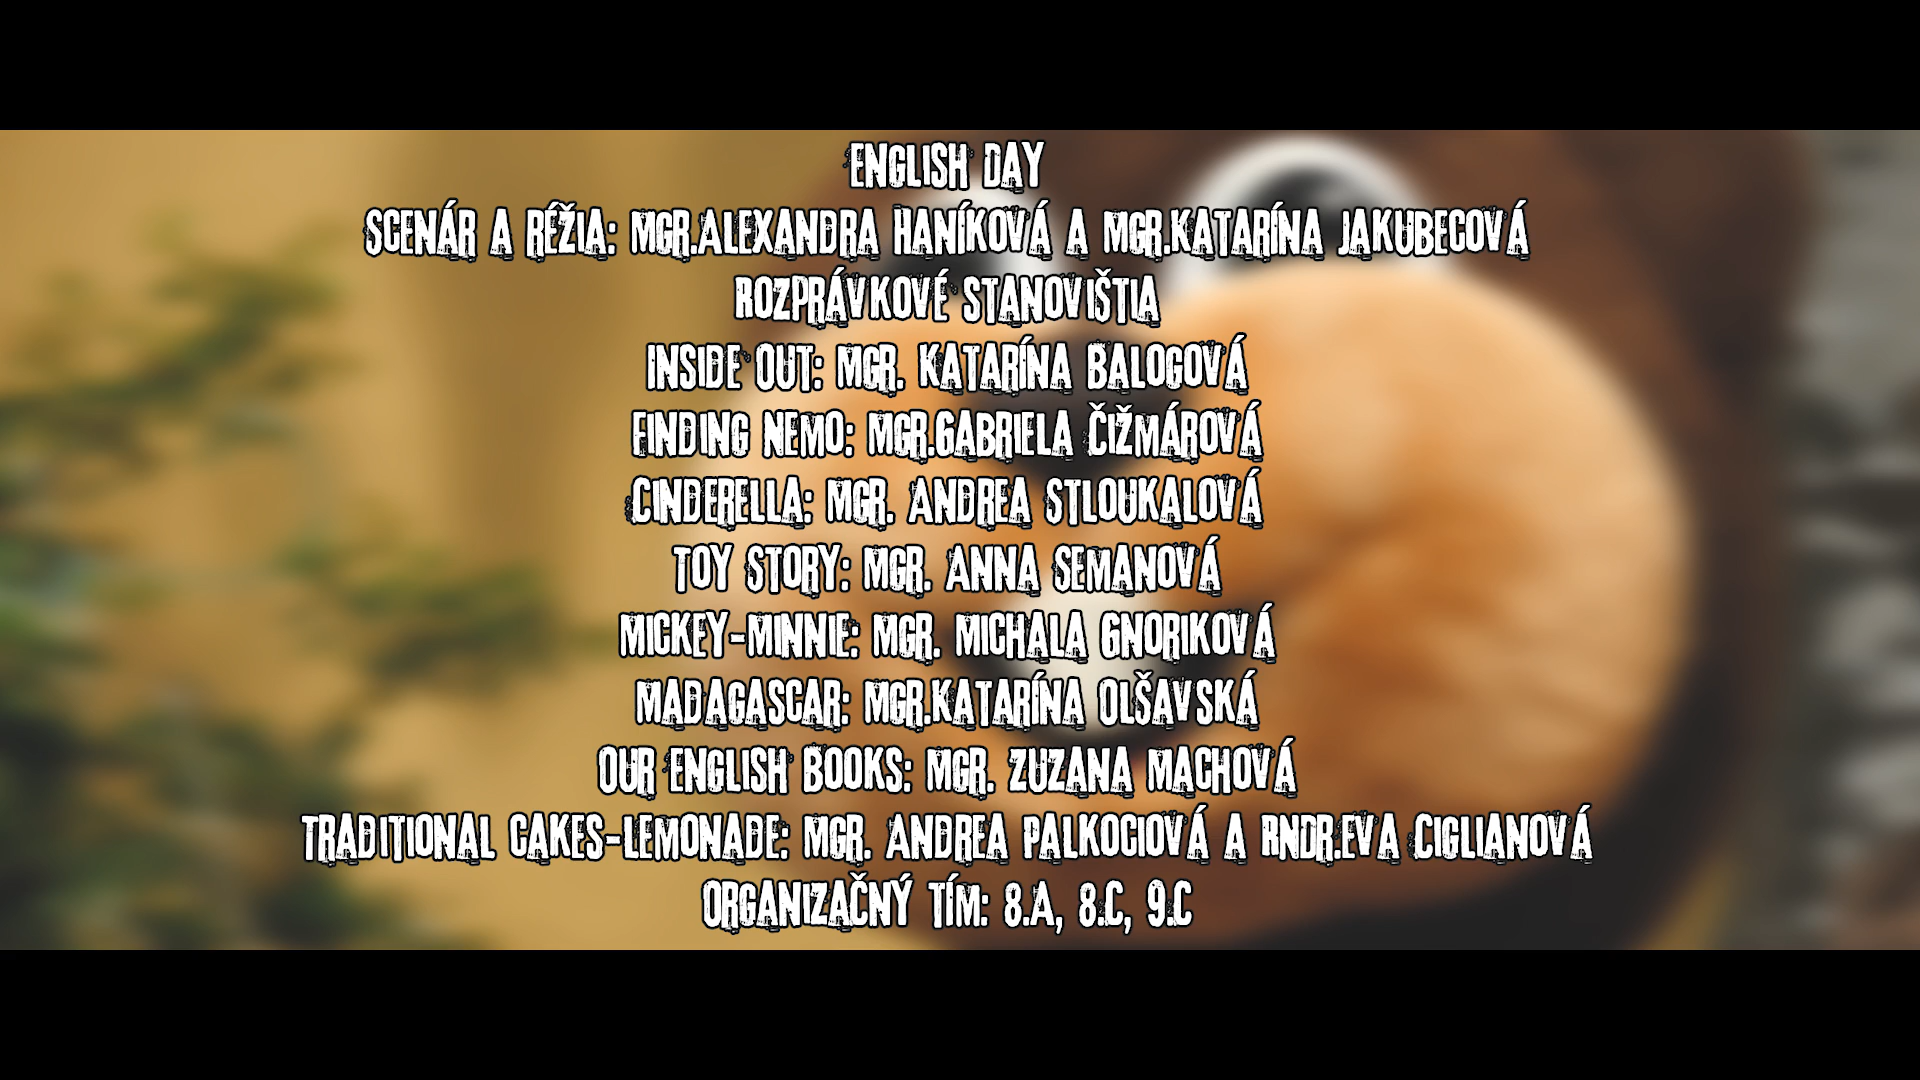 ENGLISH DAY
SCENÁR A RÉŽIA: MGR.ALEXANDRA HANÍKOVÁ A MGR.KATARÍNA JAKUBECOVÁ
ROZPRÁVKOVÉ STANOVIŠTIA
INSIDE OUT: MGR. KATARÍNA BALOGOVÁ
FINDING NEMO: MGR.GABRIELA ČIŽMÁROVÁ
CINDERELLA: MGR. ANDREA STLOUKALOVÁ
TOY STORY: MGR. ANNA SEMANOVÁ
MICKEY-MINNIE: MGR. MICHALA GNORIKOVÁ
MADAGASCAR: MGR.KATARÍNA OLŠAVSKÁ
OUR ENGLISH BOOKS: MGR. ZUZANA MACHOVÁ
TRADITIONAL CAKES-LEMONADE: MGR. ANDREA PALKOCIOVÁ A RNDR.EVA CIGLIANOVÁ
ORGANIZAČNÝ TÍM: 8.A, 8.C, 9.C